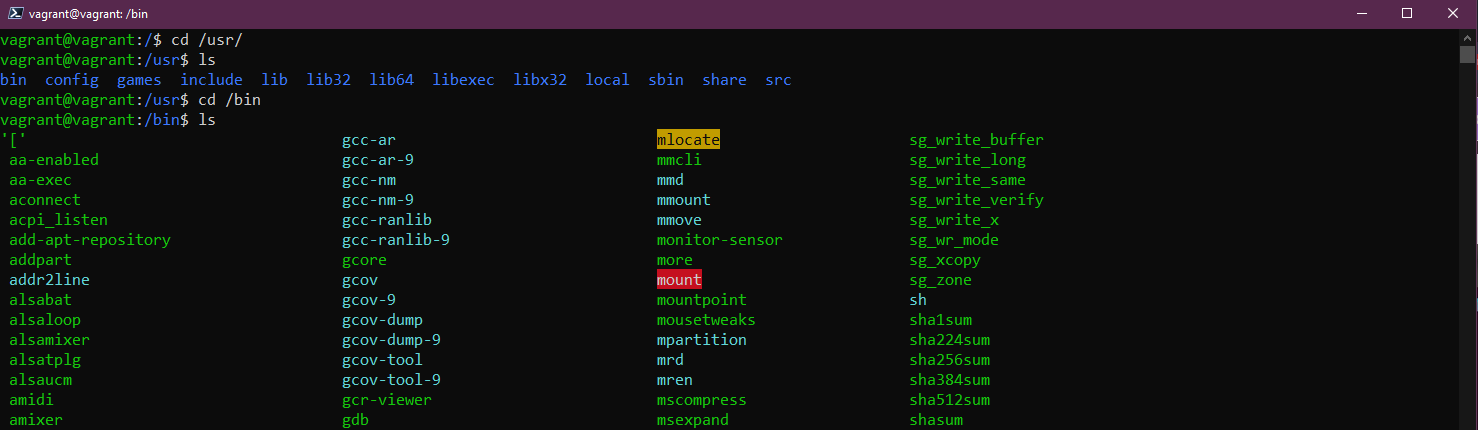 vagrant@vagrant: /bin
vagrant@vagrant:/$ cd /usr/
vagrant@vagrant:/usr$ ls
bin  config  games  include  lib  lib32  lib64  libexec  libx32  local  sbin  share  src
vagrant@vagrant:/usr$ cd /bin
vagrant@vagrant:/bin$ ls
'['  gcc-ar  mlocate  sg_write_buffer
aa-enabled  gcc-ar-9  mmcli  sg_write_long
aa-exec  gcc-nm  mmd  sg_write_same
aconnect  gcc-nm-9  mmount  sg_write_verify
acpi_listen  gcc-ranlib  mmove  sg_write_x
add-apt-repository  gcc-ranlib-9  monitor-sensor  sg_wr_mode
addpart  gcore  more  sg_xcopy
addr2line  gcov  mount  sg_zone
alsabat  gcov-9  mountpoint  sh
alsaloop  gcov-dump  mousetweaks  sha1sum
alsamixer  gcov-dump-9  mpartition  sha224sum
alsatplg  gcov-tool  mrd  sha256sum
alsaucm  gcov-tool-9  mren  sha384sum
amidi  gcr-viewer  mscompress  sha512sum
amixer  gdb  msexpand  shasum